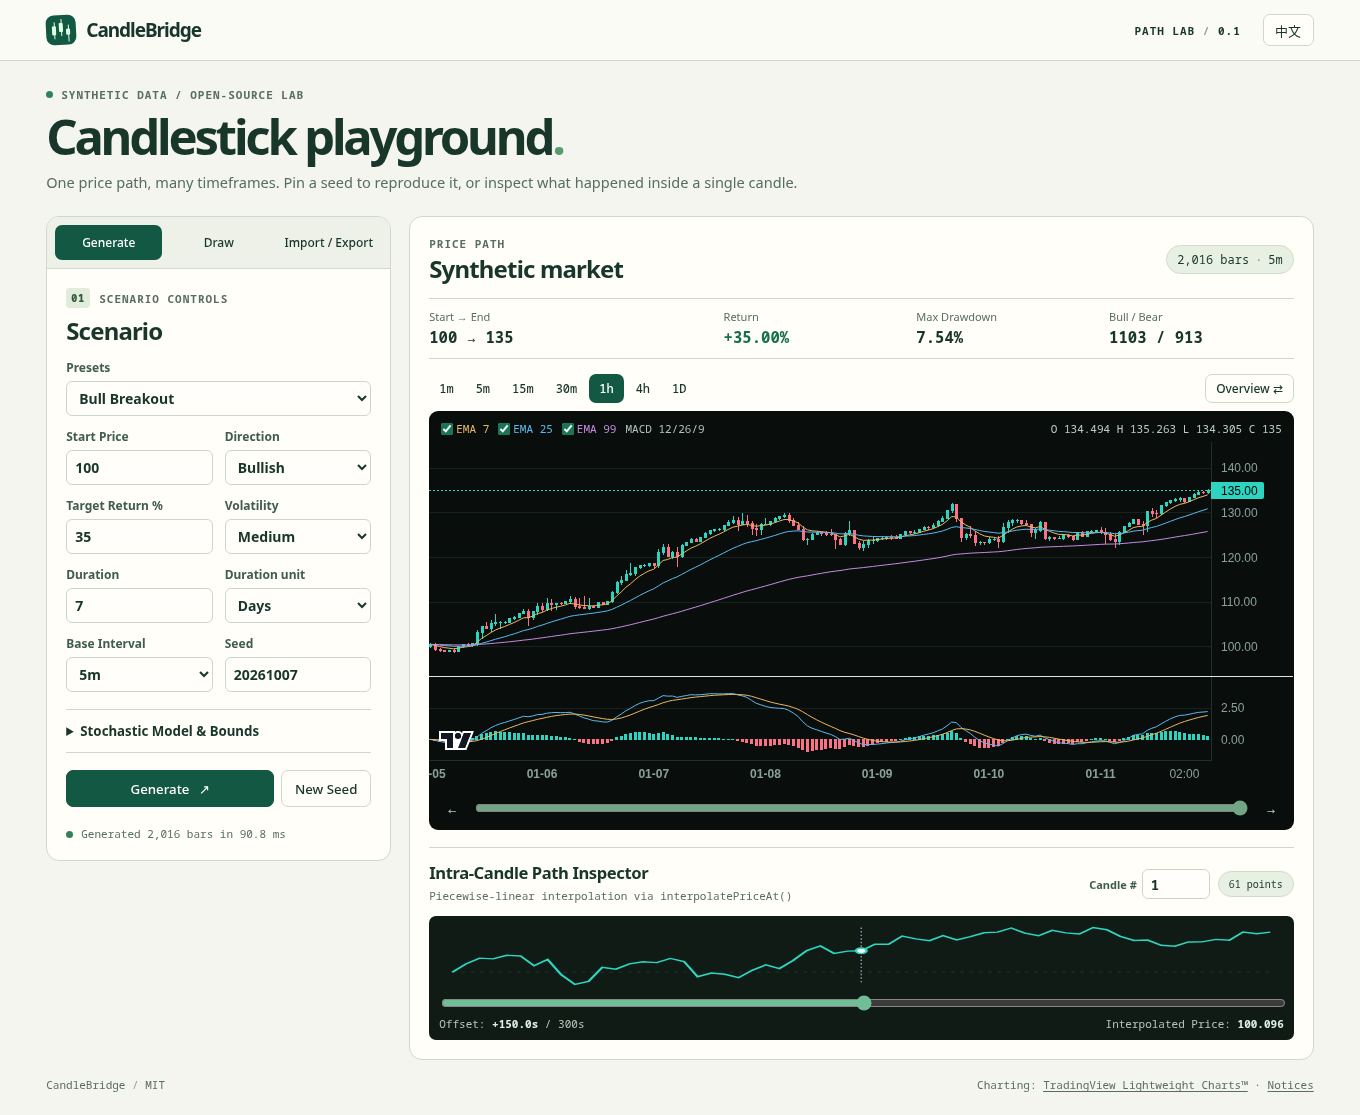 CandleBridge
PATH LAB / 0.1
中文
SYNTHETIC DATA / OPEN-SOURCE LAB
Candlestick playground.
One price path, many timeframes. Pin a seed to reproduce it, or inspect what happened inside a single candle.
Generate
Draw
Import / Export
01 SCENARIO CONTROLS
Scenario
Presets
Bull Breakout
Start Price
Direction
100
Bullish
Target Return %
Volatility
35
Medium
Duration
Duration unit
7
Days
Base Interval
Seed
5m
20261007
▶ Stochastic Model & Bounds
Generate ↗
New Seed
Generated 2,016 bars in 90.8 ms
PRICE PATH
Synthetic market
2,016 bars · 5m
Start → End
Return
Max Drawdown
Bull / Bear
100 → 135
+35.00%
7.54%
1103 / 913
1m 5m 15m 30m 1h 4h 1D
Overview ⇄
EMA 7 EMA 25 EMA 99 MACD 12/26/9
O 134.494 H 135.263 L 134.305 C 135
140.00
135.00
130.00
120.00
110.00
100.00
2.50
0.00
-05 01-06 01-07 01-08 01-09 01-10 01-11 02:00
← →
Intra-Candle Path Inspector
Piecewise-linear interpolation via interpolatePriceAt()
Candle # 1
61 points
Offset: +150.0s / 300s
Interpolated Price: 100.096
CandleBridge / MIT
Charting: TradingView Lightweight Charts™ · Notices